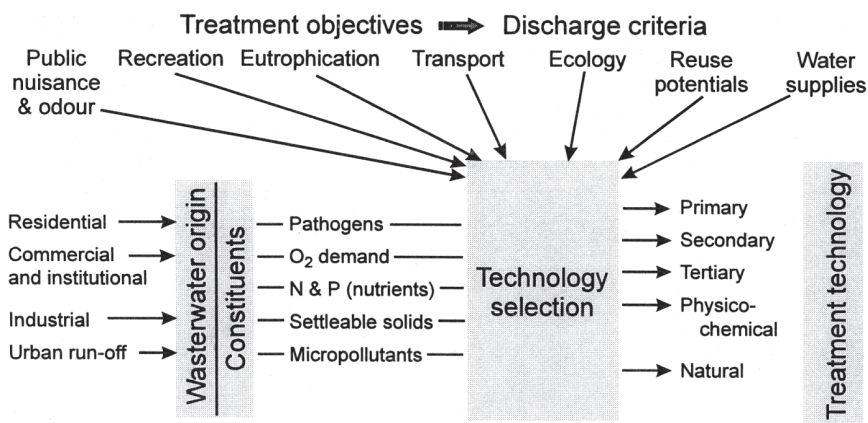 Treatment objectives Discharge criteria
Public nuisance & odour
Recreation
Eutrophication
Transport
Ecology
Reuse potentials
Water supplies
Residential
Commercial and institutional
Industrial
Urban run-off
Wasterwater origin
Constituents
Pathogens
O₂ demand
N & P (nutrients)
Settleable solids
Micropollutants
Technology
selection
Primary
Secondary
Tertiary
Physico-
chemical
Natural
Treatment technology